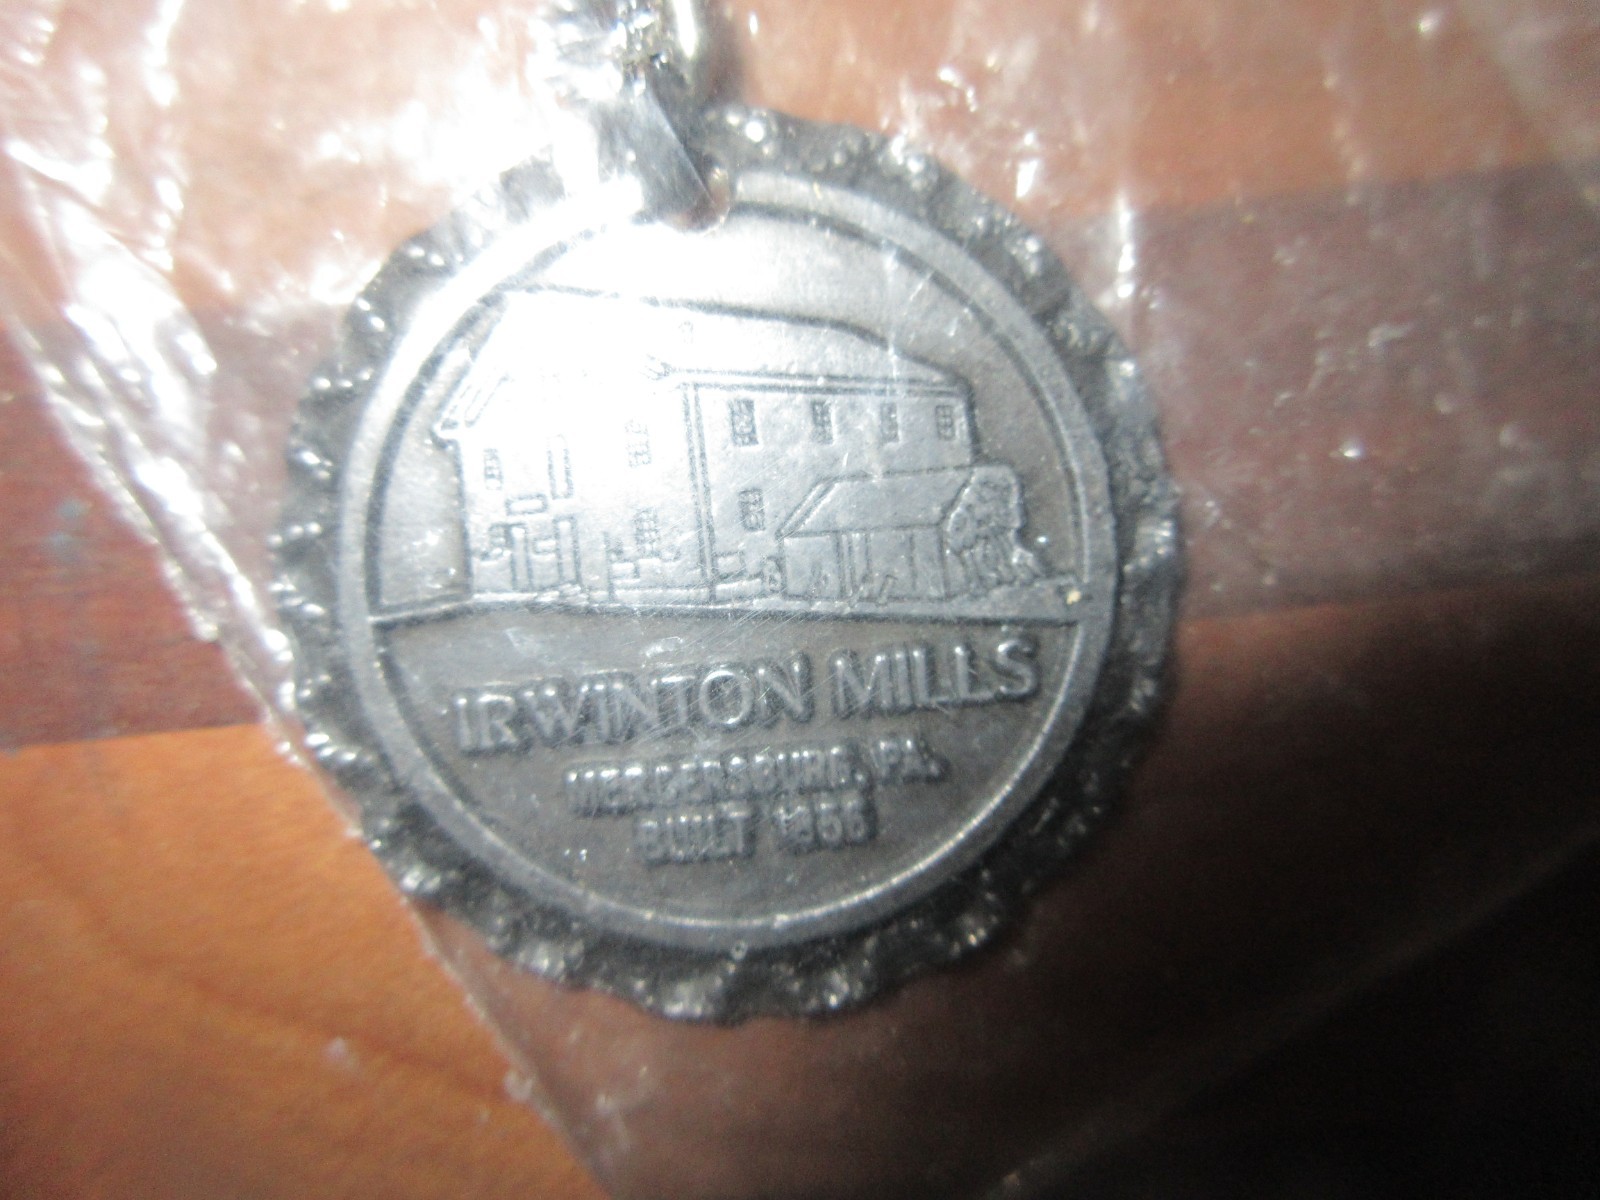 IRWINTON MILLS
MERCERSBURG, PA.
BUILT